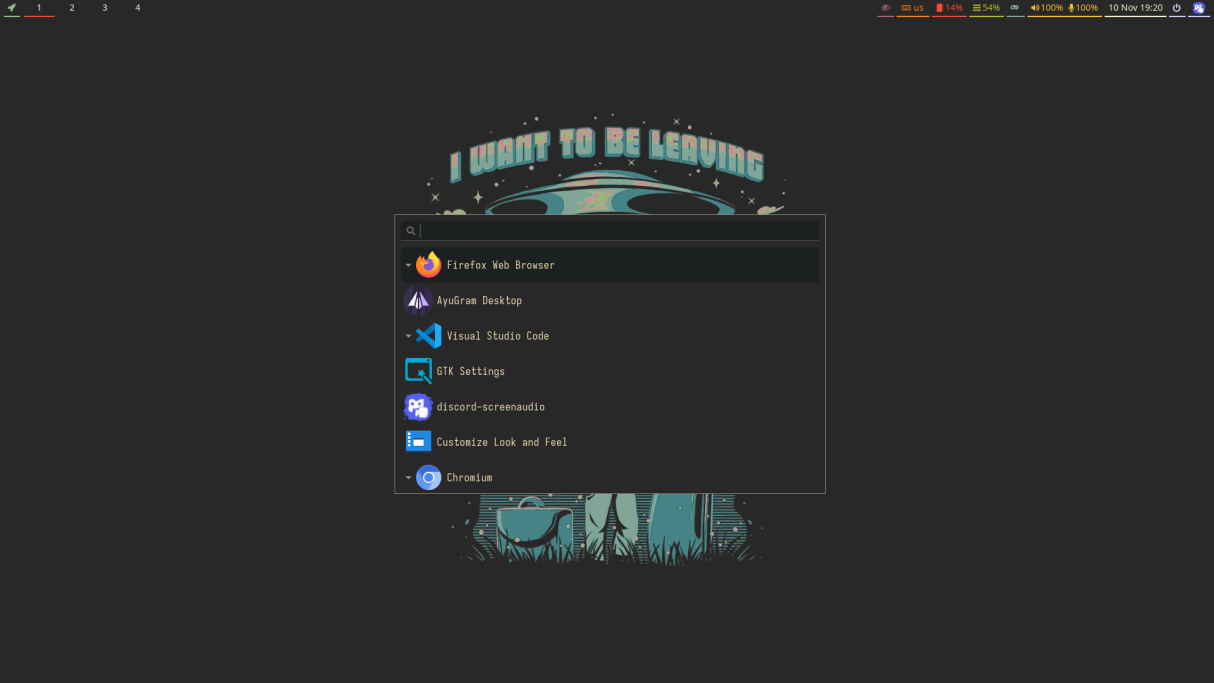 1 2 3 4 us 14% 54% 100% 100% 10 Nov 19:20
I WANT TO BE LEAVING
Firefox Web Browser
AyuGram Desktop
Visual Studio Code
GTK Settings
discord-screenaudio
Customize Look and Feel
Chromium